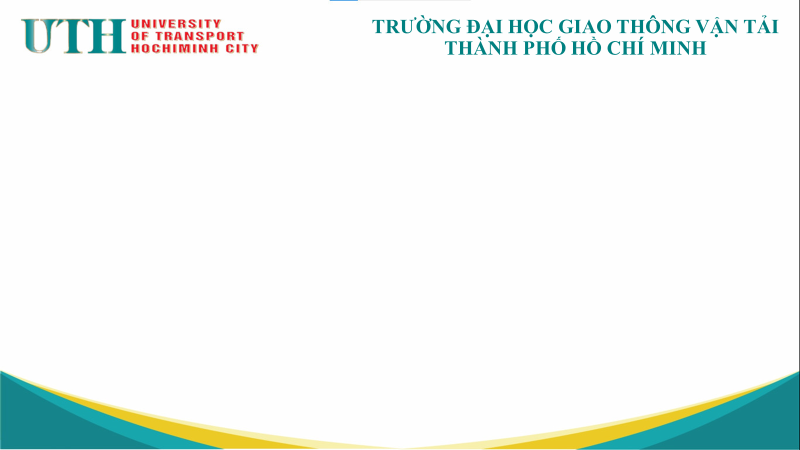 UTH
UNIVERSITY
OF TRANSPORT
HOCHIMINH CITY
TRƯỜNG ĐẠI HỌC GIAO THÔNG VẬN TẢI
THÀNH PHỐ HỒ CHÍ MINH